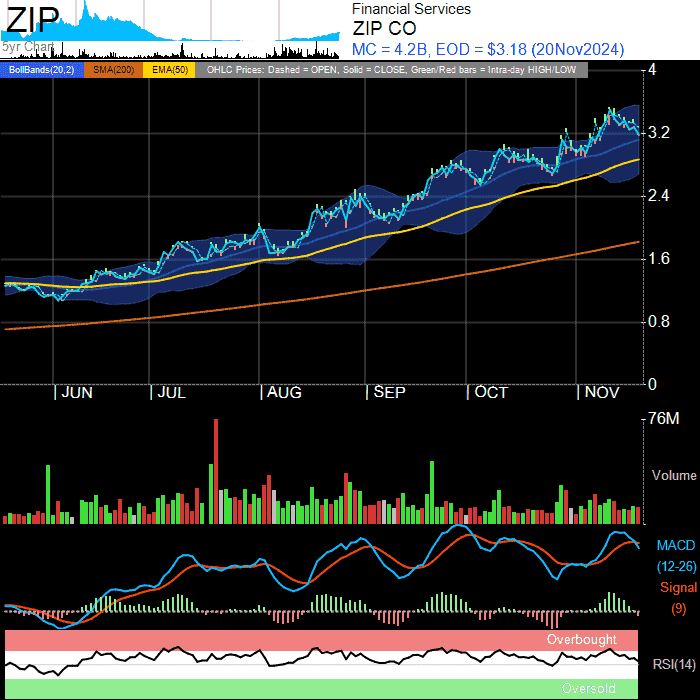 ZIP
5yr Chart
Financial Services
ZIP CO
MC = 4.2B, EOD = $3.18 (20Nov2024)
BollBands(20,2) SMA(200) EMA(50) OHLC Prices: Dashed = OPEN, Solid = CLOSE, Green/Red bars = Intra-day HIGH/LOW
4
3.2
2.4
1.6
0.8
0
JUN JUL AUG SEP OCT NOV
76M
Volume
MACD
(12-26)
Signal
(9)
Overbought
RSI(14)
Oversold